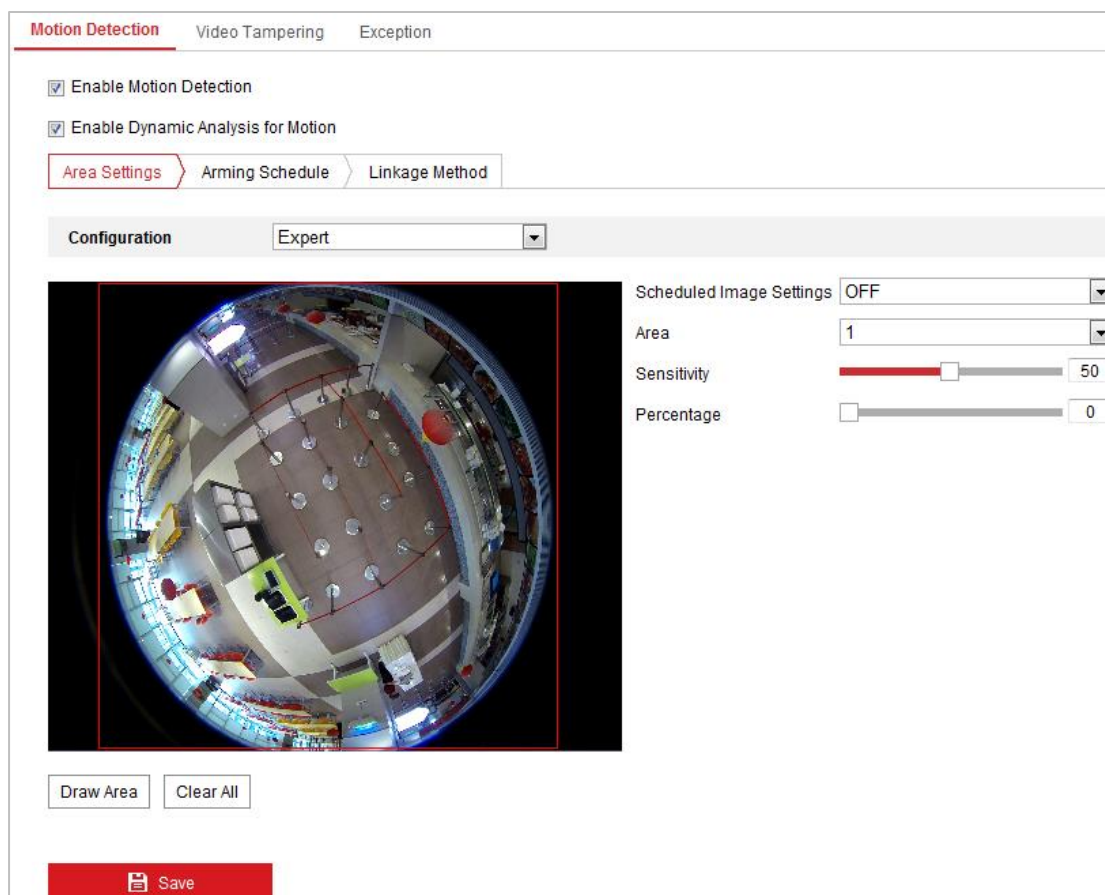 Motion Detection Video Tampering Exception
Enable Motion Detection
Enable Dynamic Analysis for Motion
Area Settings Arming Schedule Linkage Method
Configuration Expert
Scheduled Image Settings OFF
Area 1
Sensitivity 50
Percentage 0
Draw Area Clear All
Save